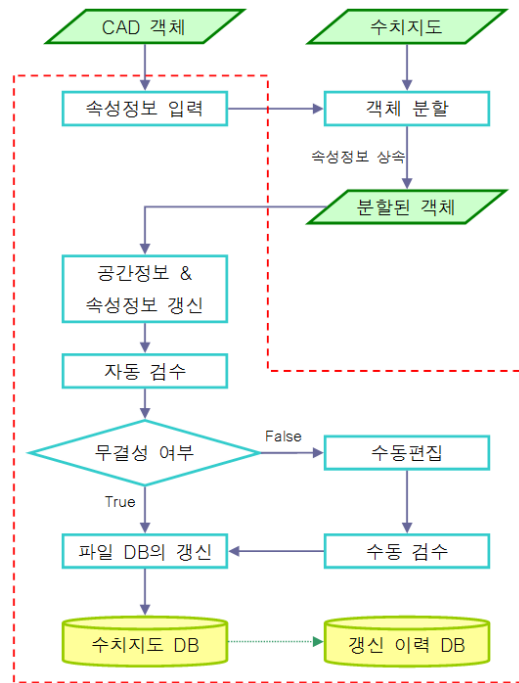 CAD 객체
수치지도
속성정보 입력
객체 분할
속성정보 상속
분할된 객체
공간정보 &
속성정보 갱신
자동 검수
무결성 여부
False
수동편집
True
파일 DB의 갱신
수동 검수
수치지도 DB
갱신 이력 DB